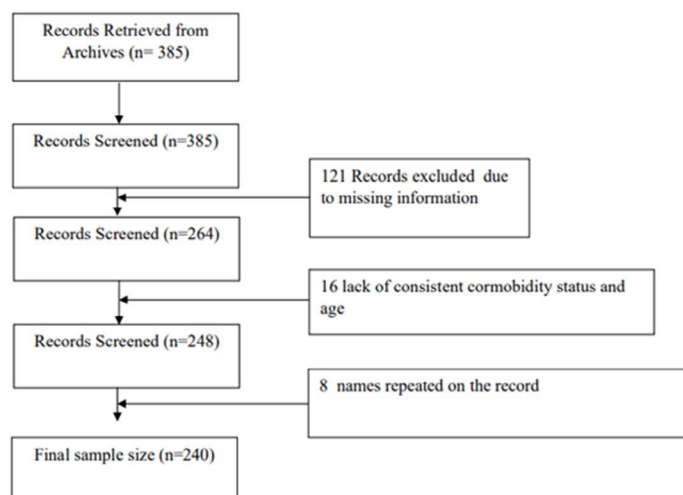 Records Retrieved from
Archives (n= 385)
Records Screened (n=385)
121 Records excluded due
to missing information
Records Screened (n=264)
16 lack of consistent cormobidity status and
age
Records Screened (n=248)
8 names repeated on the record
Final sample size (n=240)